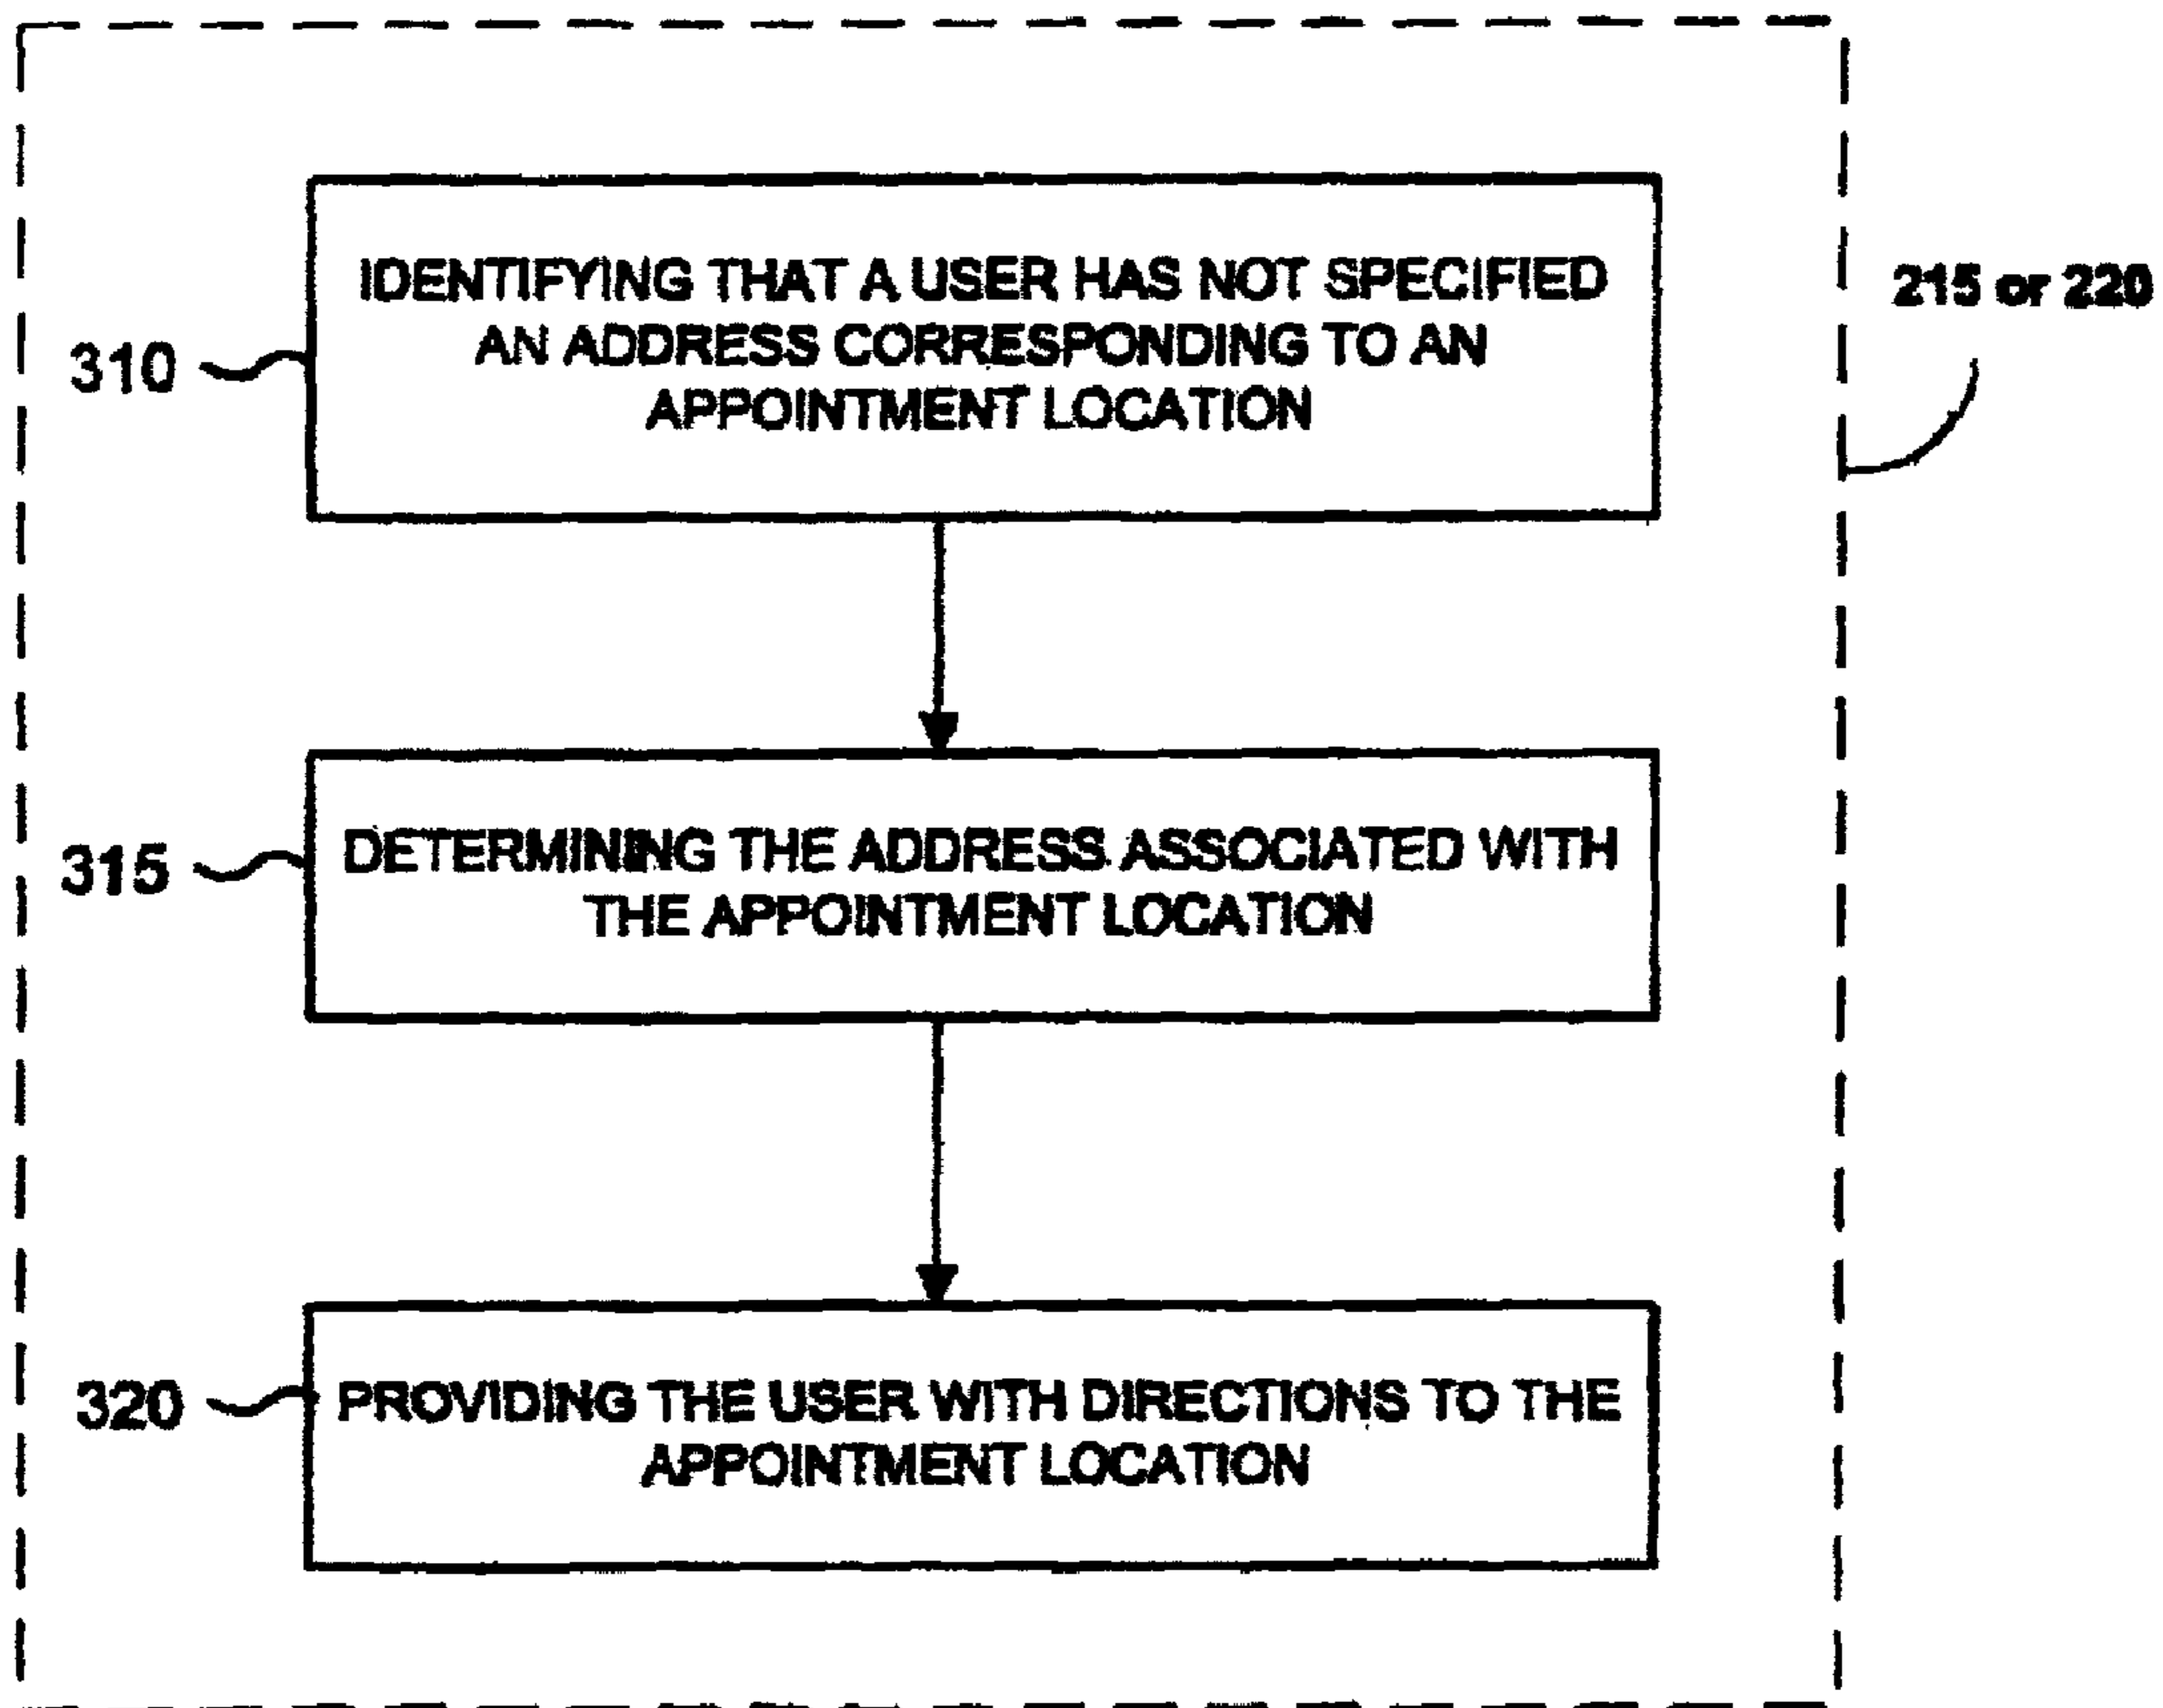 IDENTIFYING THAT A USER HAS NOT SPECIFIED
AN ADDRESS CORRESPONDING TO AN
APPOINTMENT LOCATION
310
215 or 220
DETERMINING THE ADDRESS ASSOCIATED WITH
THE APPOINTMENT LOCATION
315
PROVIDING THE USER WITH DIRECTIONS TO THE
APPOINTMENT LOCATION
320